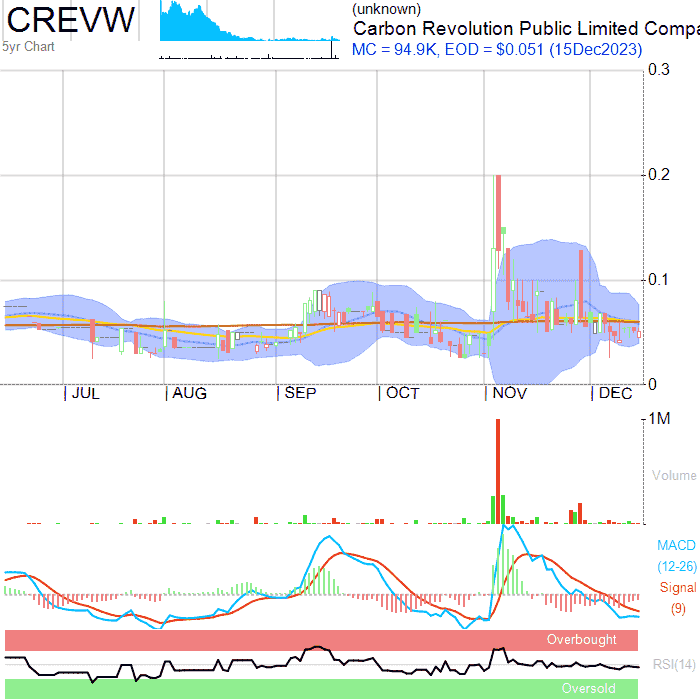 CREVW
5yr Chart
(unknown)
Carbon Revolution Public Limited Compa
MC = 94.9K, EOD = $0.051 (15Dec2023)
0.3
0.2
0.1
0
JUL
AUG
SEP
OCT
NOV
DEC
1M
Volume
MACD
(12-26)
Signal
(9)
Overbought
RSI(14)
Oversold